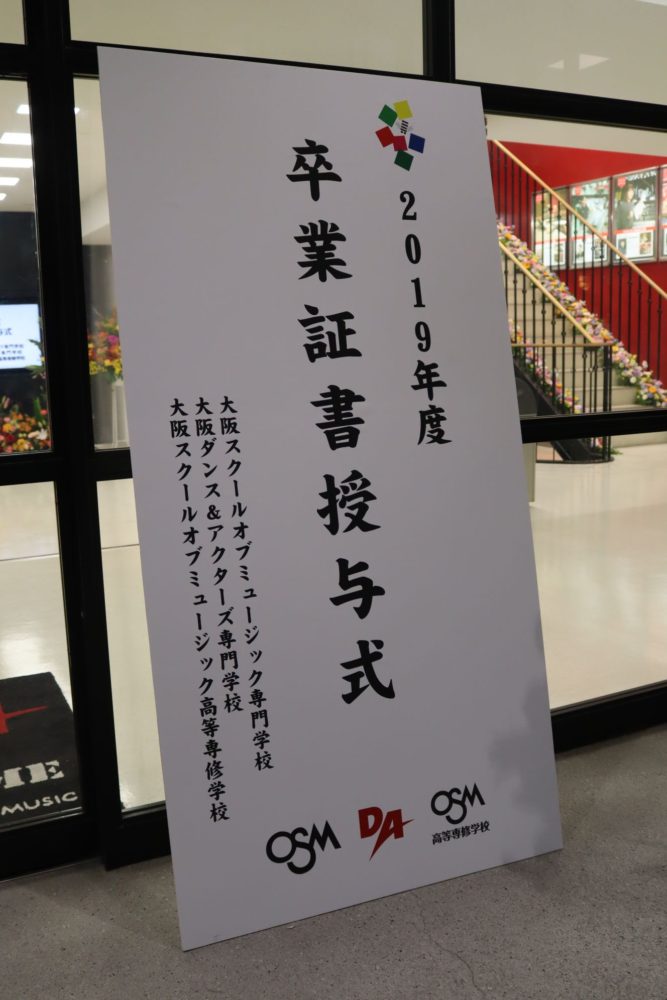 2019年度
卒業証書授与式
大阪スクールオブミュージック専門学校
大阪ダンス&アクターズ専門学校
大阪スクールオブミュージック高等専修学校
OSM
DA
OSM
高等専修学校
MUSIC